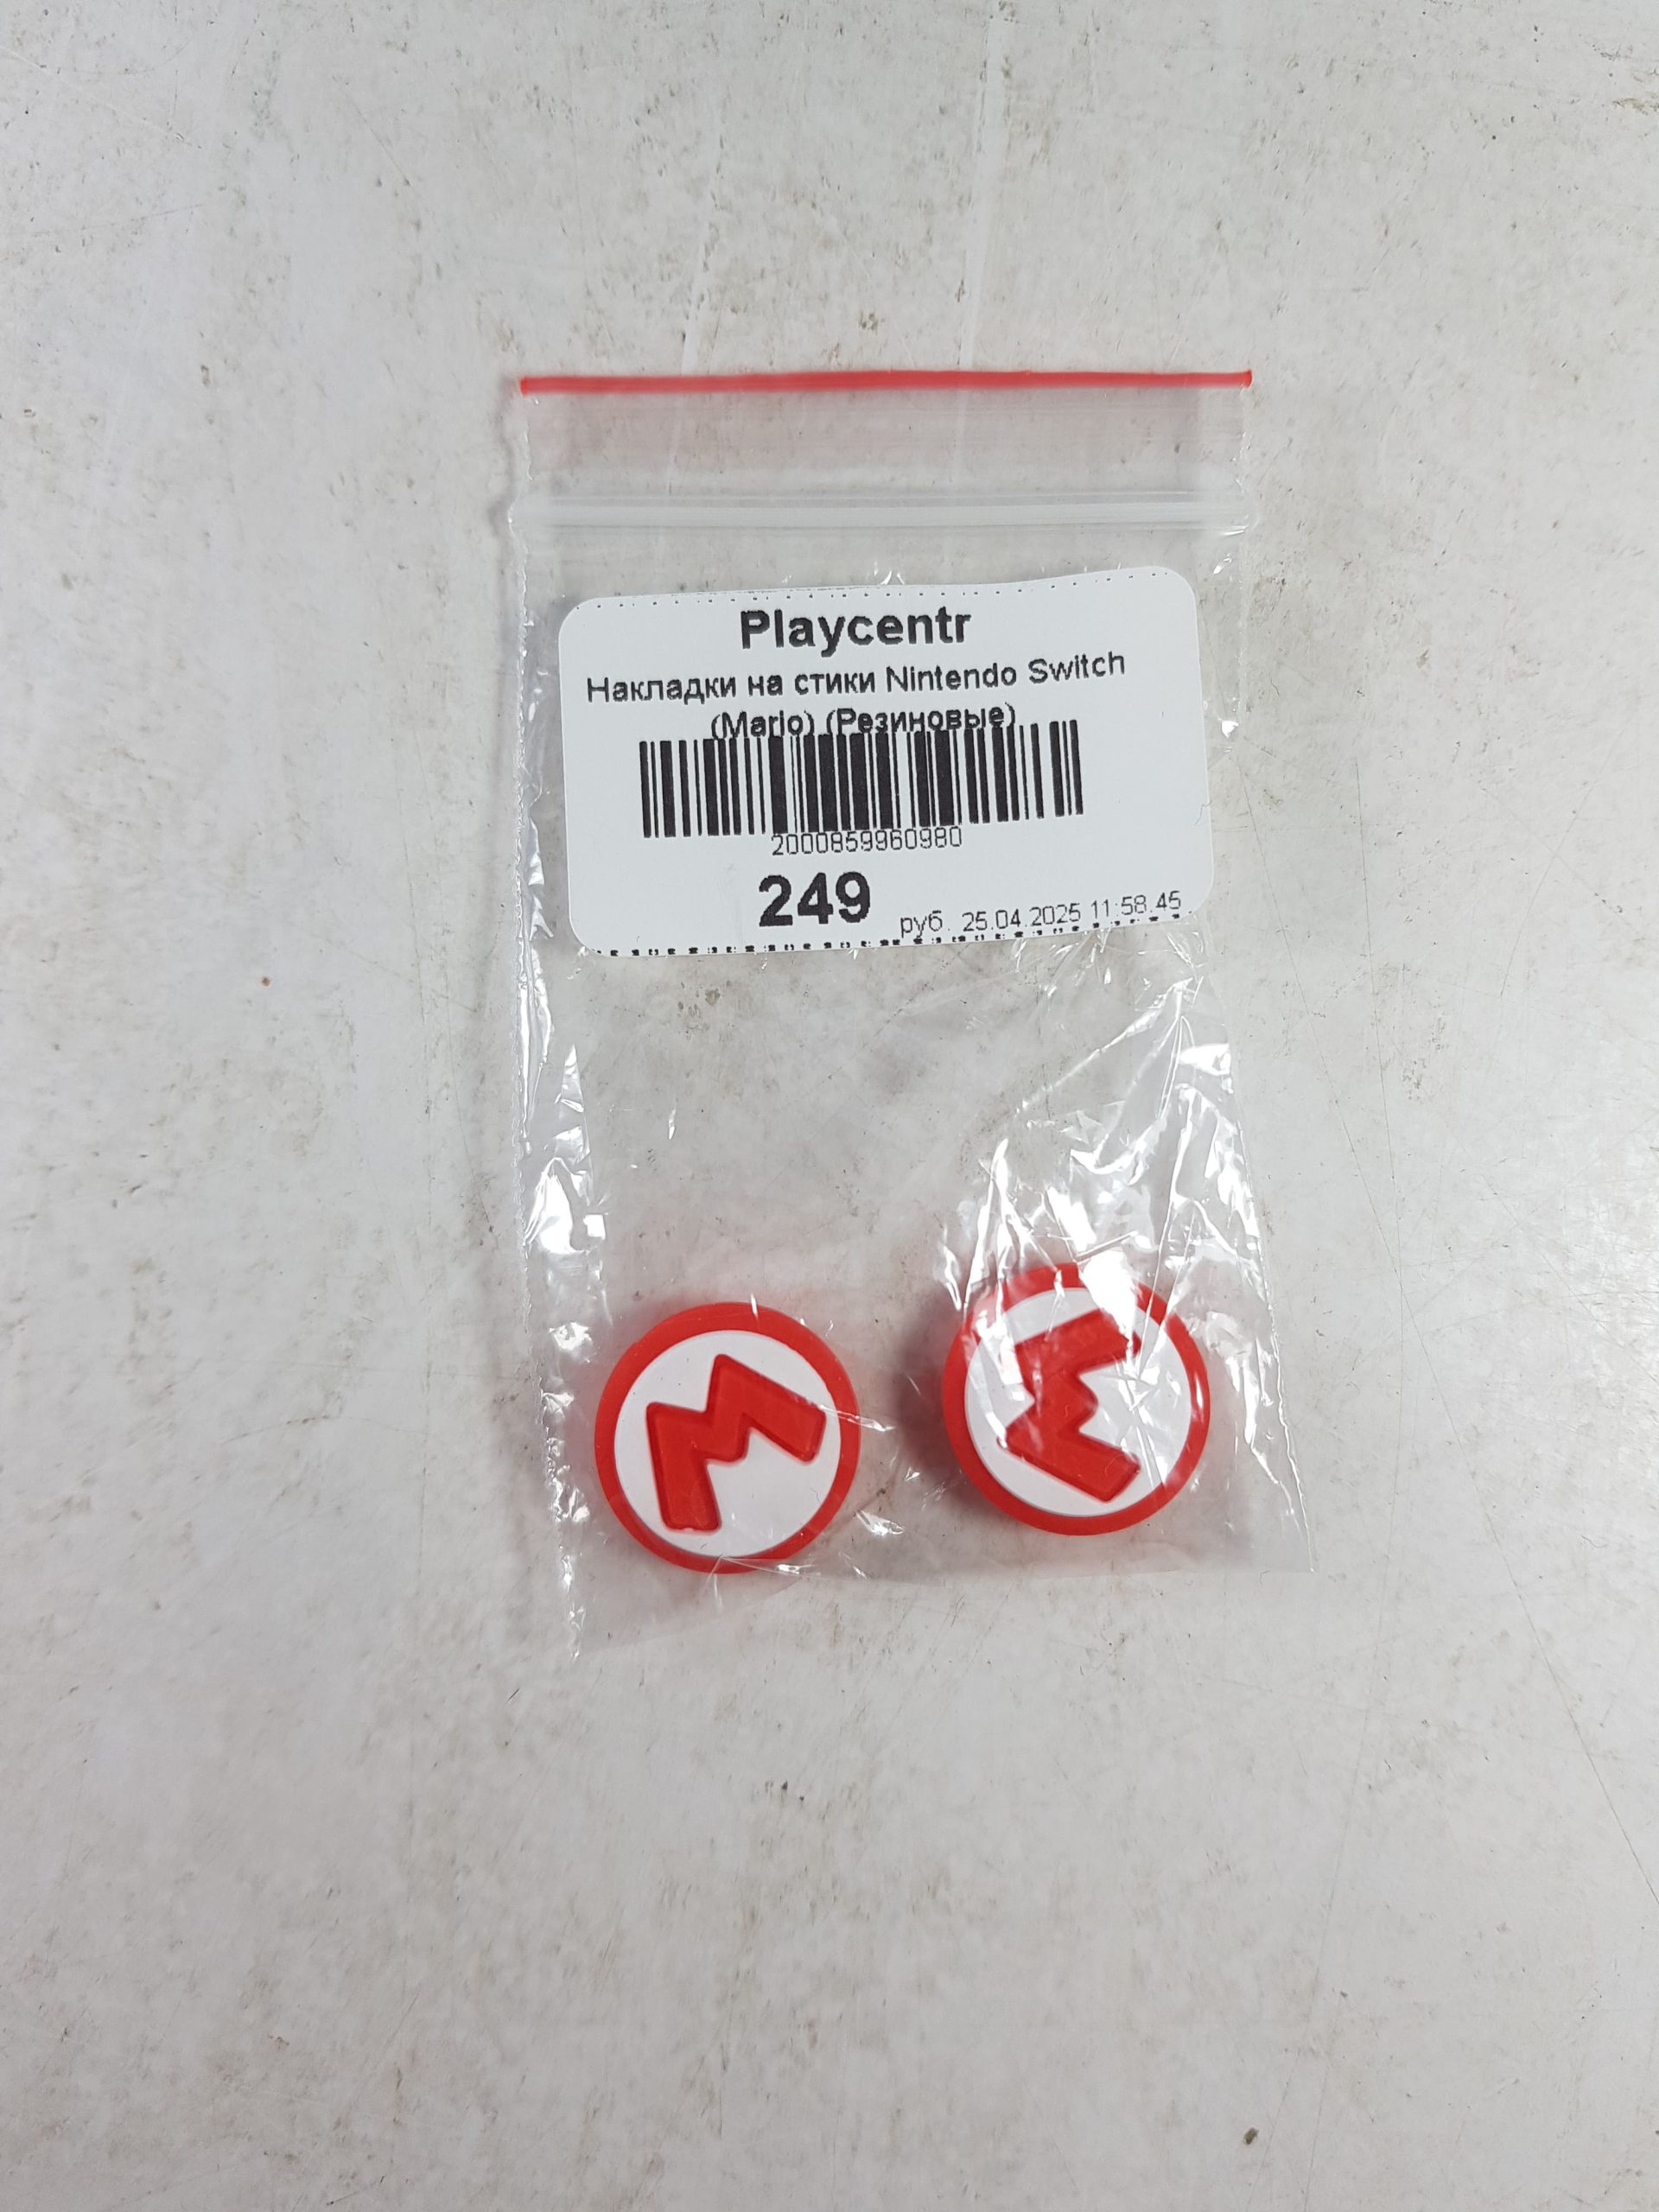 Playcentr
Накладки на стики Nintendo Switch
(Mario) (Резиновые)
2000859960980
249 руб. 25.04.2025 11:58:45
M M